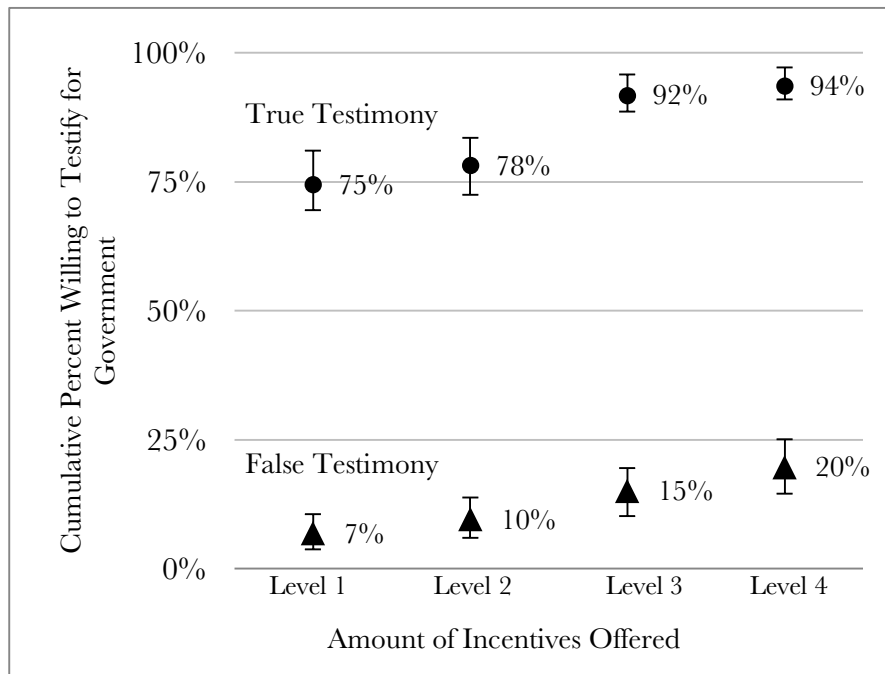 Cumulative Percent Willing to Testify for
Government
100%
75%
50%
25%
0%
True Testimony
75%
78%
92%
94%
False Testimony
7%
10%
15%
20%
Level 1
Level 2
Level 3
Level 4
Amount of Incentives Offered